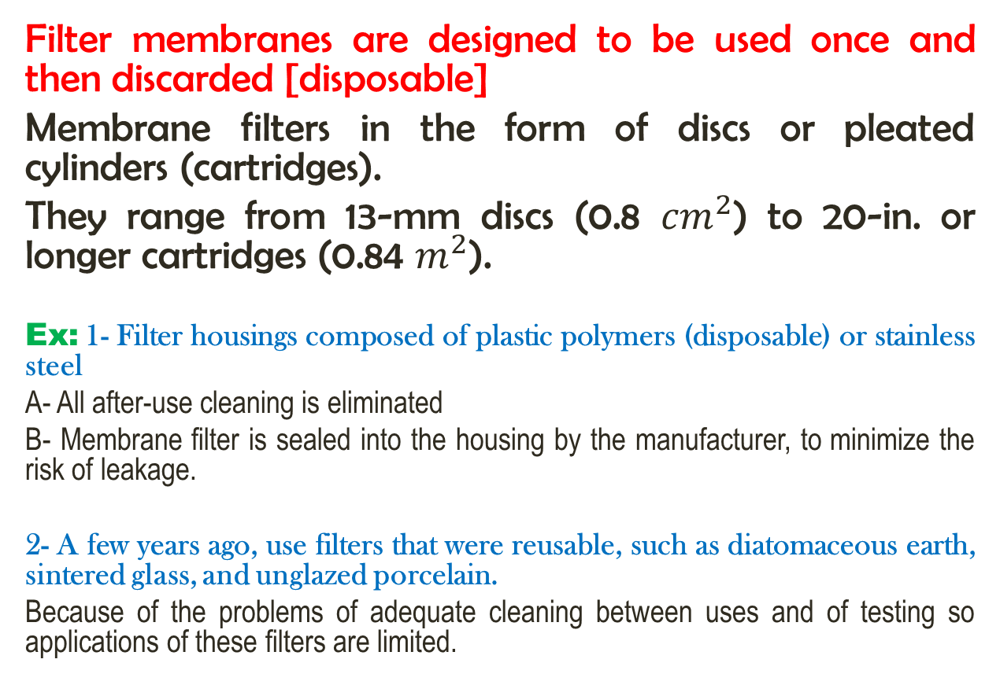 Filter membranes are designed to be used once and
then discarded [disposable]
Membrane filters in the form of discs or pleated
cylinders (cartridges).
They range from 13-mm discs (0.8 cm²) to 20-in. or
longer cartridges (0.84 m²).
Ex: 1- Filter housings composed of plastic polymers (disposable) or stainless
steel
A- All after-use cleaning is eliminated
B- Membrane filter is sealed into the housing by the manufacturer, to minimize the
risk of leakage.
2- A few years ago, use filters that were reusable, such as diatomaceous earth,
sintered glass, and unglazed porcelain.
Because of the problems of adequate cleaning between uses and of testing so
applications of these filters are limited.